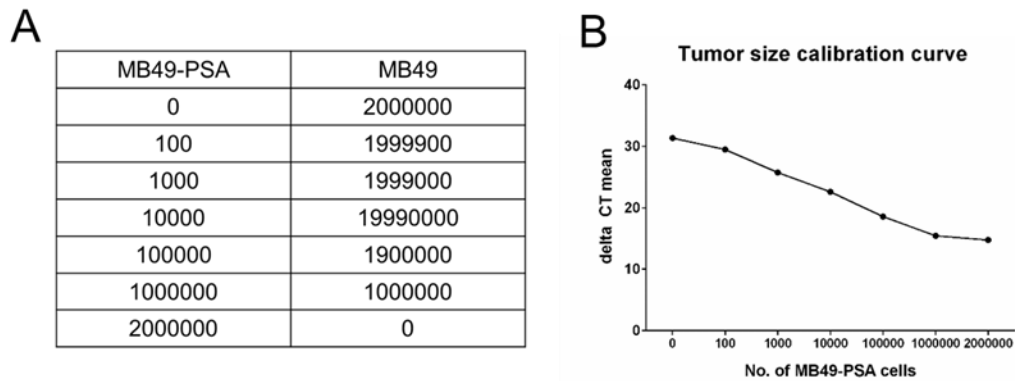 A
MB49-PSA MB49
0 2000000
100 1999900
1000 1999000
10000 19990000
100000 1900000
1000000 1000000
2000000 0
B
Tumor size calibration curve
40
30
20
10
0
delta CT mean
0 100 1000 10000 100000 1000000 2000000
No. of MB49-PSA cells